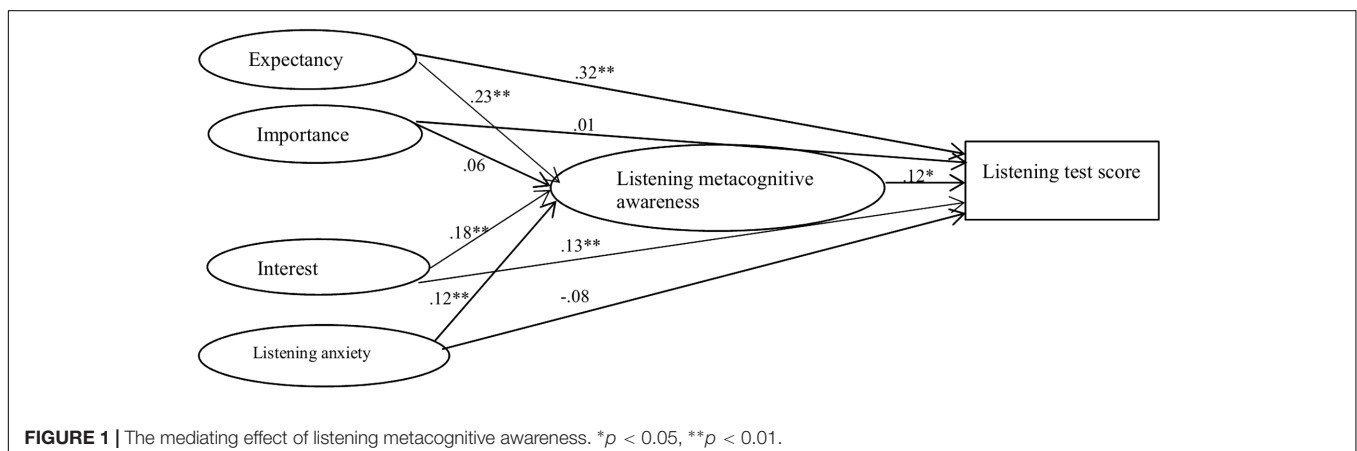 Expectancy
.32**
.23**
Importance
.01
.06
Listening metacognitive
awareness
.12*
Listening test score
.18**
.13**
Interest
.12**
-.08
Listening anxiety
FIGURE 1 | The mediating effect of listening metacognitive awareness. *p < 0.05, **p < 0.01.